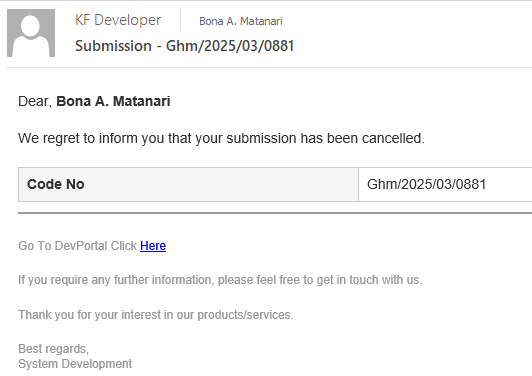 KF Developer Bona A. Matanari
Submission - Ghm/2025/03/0881
Dear, Bona A. Matanari
We regret to inform you that your submission has been cancelled.
Code No Ghm/2025/03/0881
Go To DevPortal Click Here
If you require any further information, please feel free to get in touch with us.
Thank you for your interest in our products/services.
Best regards,
System Development